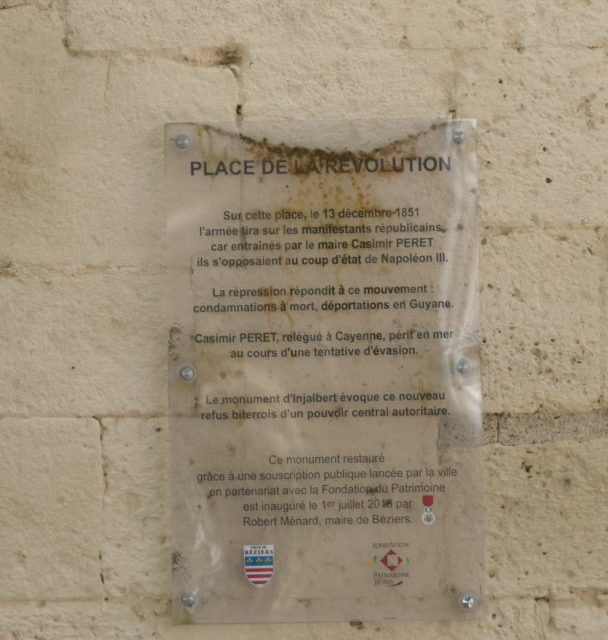 PLACE DE LA REVOLUTION
Sur cette place, le 13 décembre 1851
l'armée tira sur les manifestants républicains,
car entrainés par le maire Casimir PERET
ils s'opposaient au coup d'état de Napoléon III.
La répression répondit à ce mouvement :
condamnations à mort, déportations en Guyane.
Casimir PERET, relégué à Cayenne, périt en mer
au cours d'une tentative d'évasion.
Le monument d'Injalbert évoque ce nouveau
refus biterois d'un pouvoir central autoritaire.
Ce monument restauré
grâce à une souscription publique lancée par la ville
en partenariat avec la Fondation du Patrimoine
est inauguré le 1er juillet 2016 par
Robert Ménard, maire de Béziers.
VILLE DE
BÉZIERS
FONDATION
PATRIMOINE